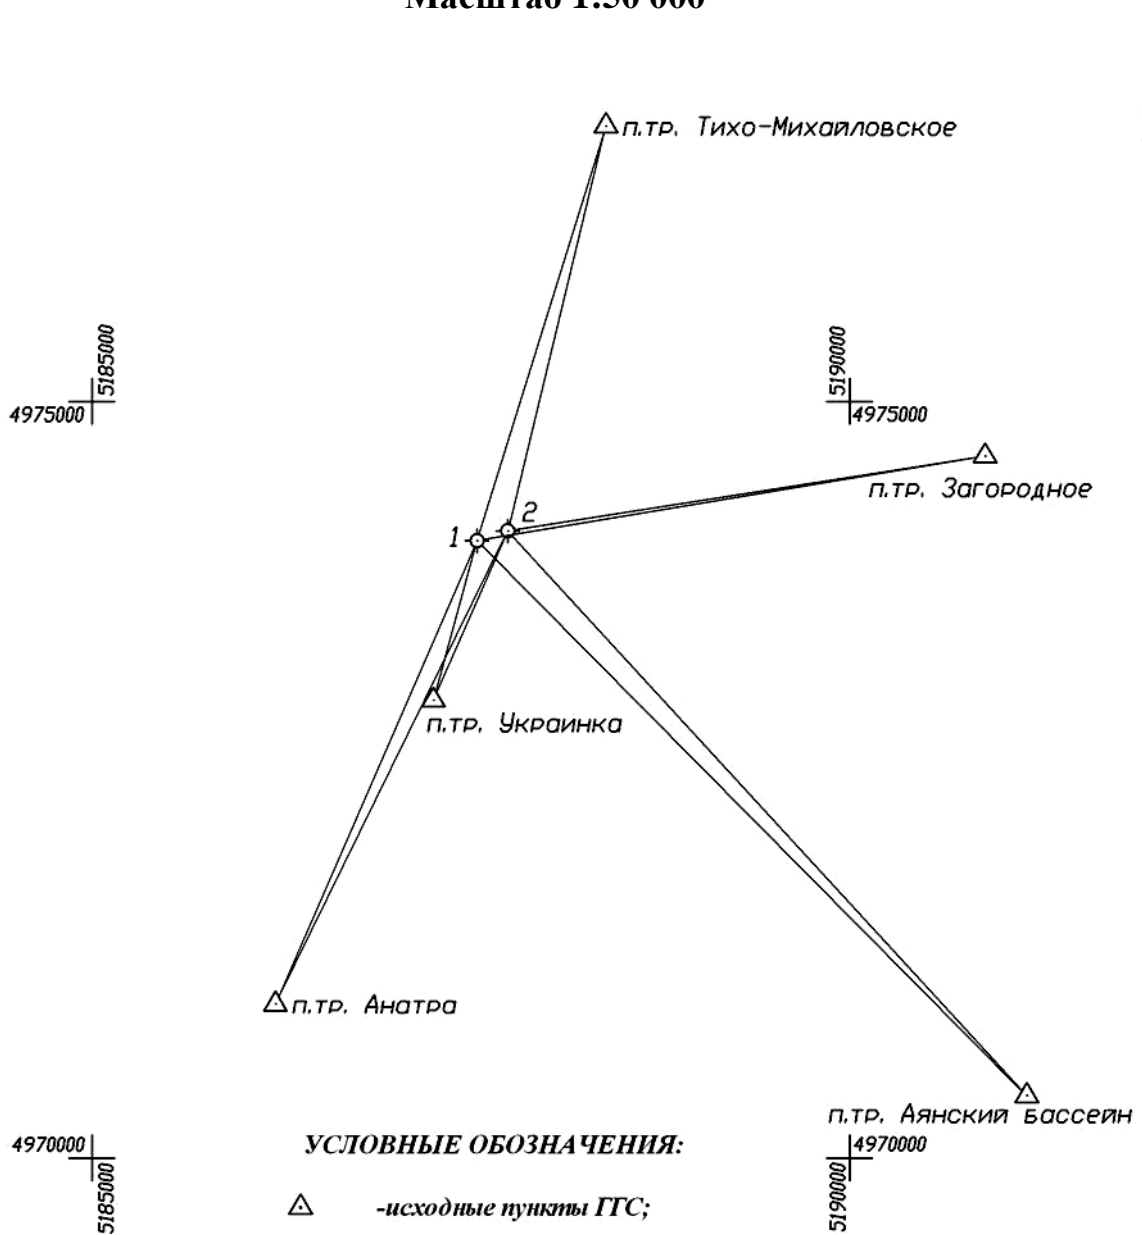 Масштаб 1:50 000
п.тр. Тихо-Михайловское
5185000
5190000
4975000
4975000
п.тр. Загородное
2
1
п.тр. Украинка
п.тр. Анатра
п.тр. Аянский бассейн
4970000
УСЛОВНЫЕ ОБОЗНАЧЕНИЯ:
4970000
5185000
5190000
-исходные пункты ГГС;